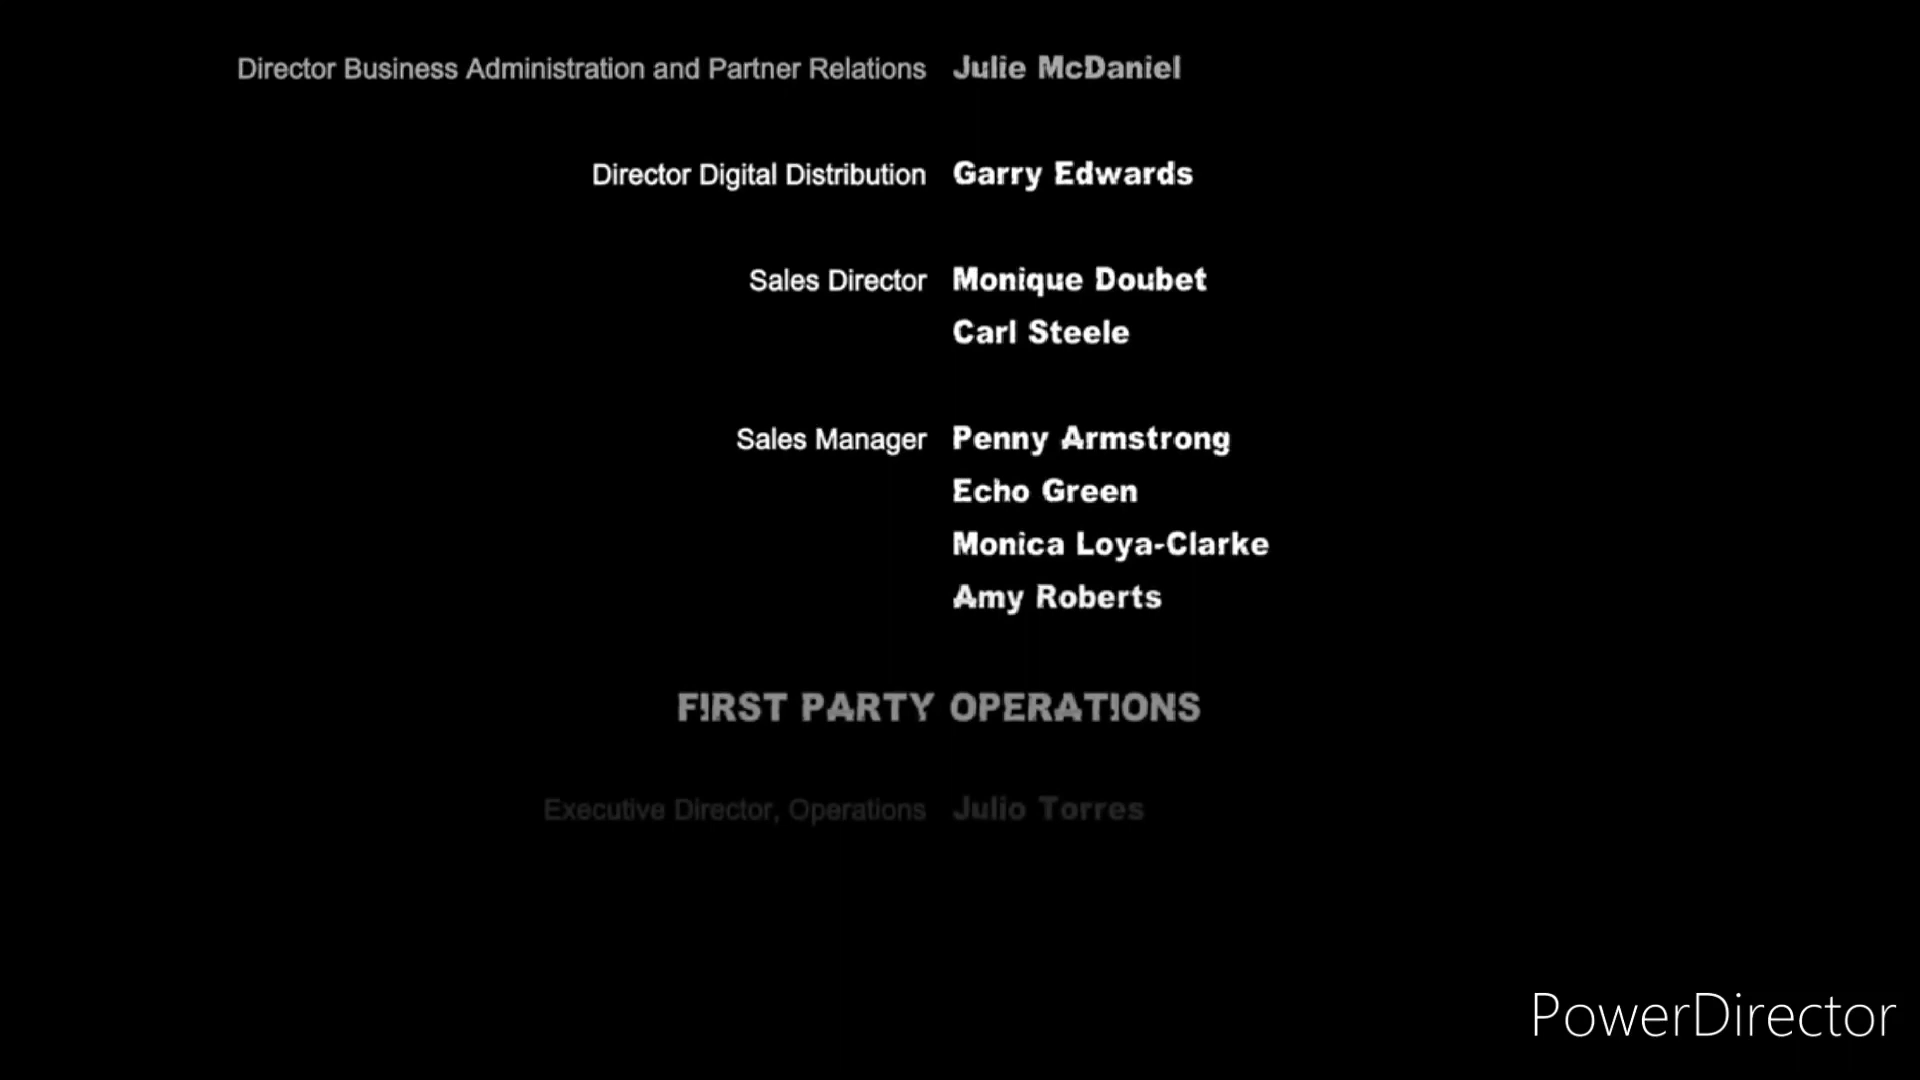 Director Business Administration and Partner Relations Julie McDaniel
Director Digital Distribution Garry Edwards
Sales Director Monique Doubet
Carl Steele
Sales Manager Penny Armstrong
Echo Green
Monica Loya-Clarke
Amy Roberts
FIRST PARTY OPERATIONS
Executive Director, Operations Julio Torres
PowerDirector